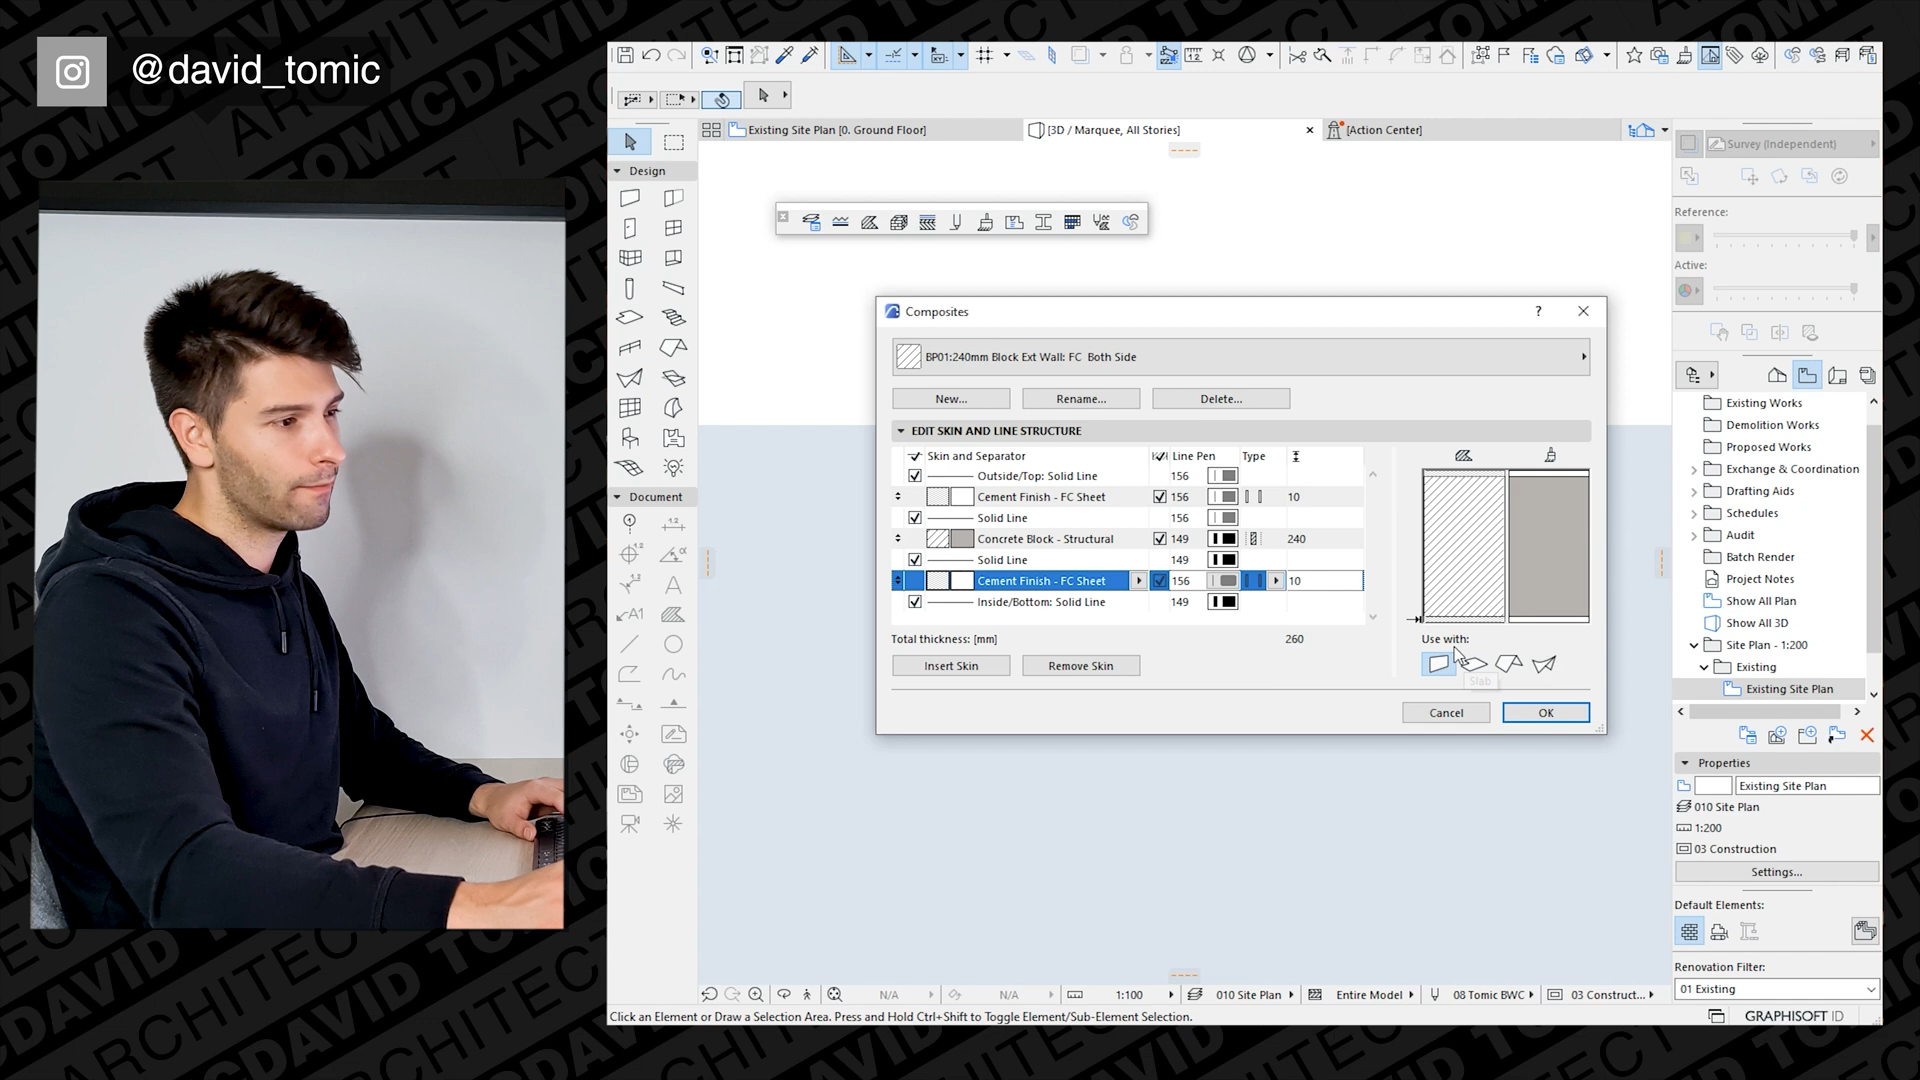 @david_tomic
Existing Site Plan [0. Ground Floor]
[3D / Marquee, All Stories]
[Action Center]
Survey (Independent)
Design
Reference:
Active:
Composites
?
BP01:240mm Block Ext Wall: FC  Both Side
New...
Rename...
Delete...
EDIT SKIN AND LINE STRUCTURE
Skin and Separator
Line Pen
Type
Outside/Top: Solid Line
156
Cement Finish - FC Sheet
156
10
Solid Line
156
Concrete Block - Structural
149
240
Solid Line
149
Cement Finish - FC Sheet
156
10
Inside/Bottom: Solid Line
149
Total thickness: [mm]
260
Use with:
Insert Skin
Remove Skin
Slab
Cancel
OK
Existing Works
Demolition Works
Proposed Works
Exchange & Coordination
Drafting Aids
Schedules
Audit
Batch Render
Project Notes
Show All Plan
Show All 3D
Site Plan - 1:200
Existing
Existing Site Plan
Document
Properties
Existing Site Plan
010 Site Plan
1:200
03 Construction
Settings...
Default Elements:
Renovation Filter:
01 Existing
N/A
N/A
1:100
010 Site Plan
Entire Model
08 Tomic BWC
03 Construct...
Click an Element or Draw a Selection Area. Press and Hold Ctrl+Shift to Toggle Element/Sub-Element Selection.
GRAPHISOFT ID